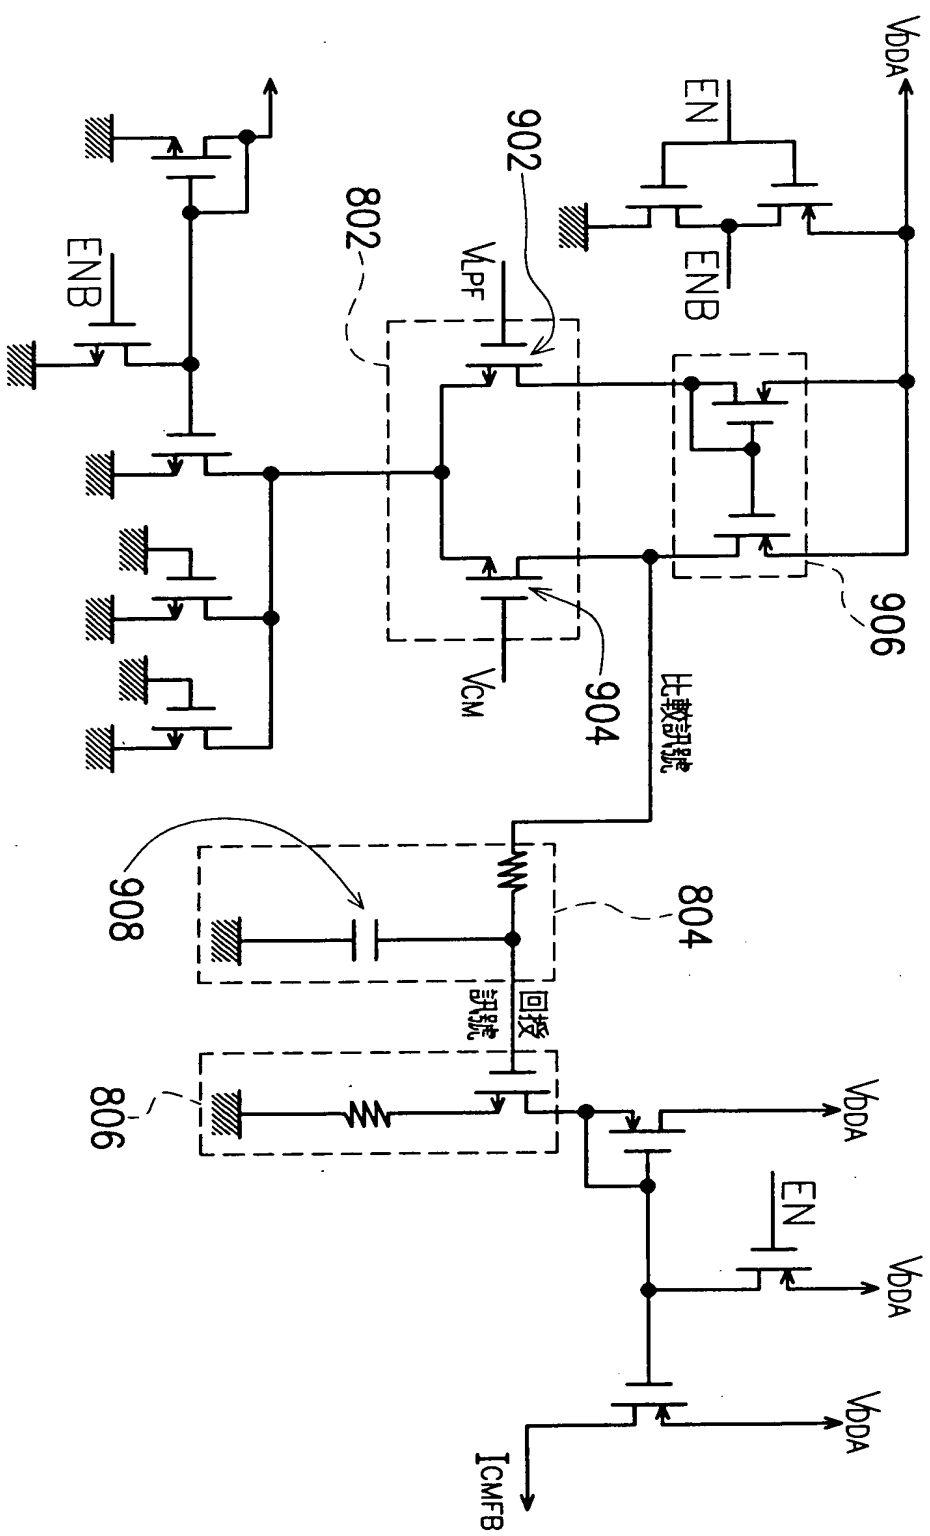 VDDA
EN
ENB
902
802
VLPF
ENB
906
904
VCM
比較訊號
804
908
回授
訊號
806
VDDA
EN
VDDA
VDDA
ICMFB